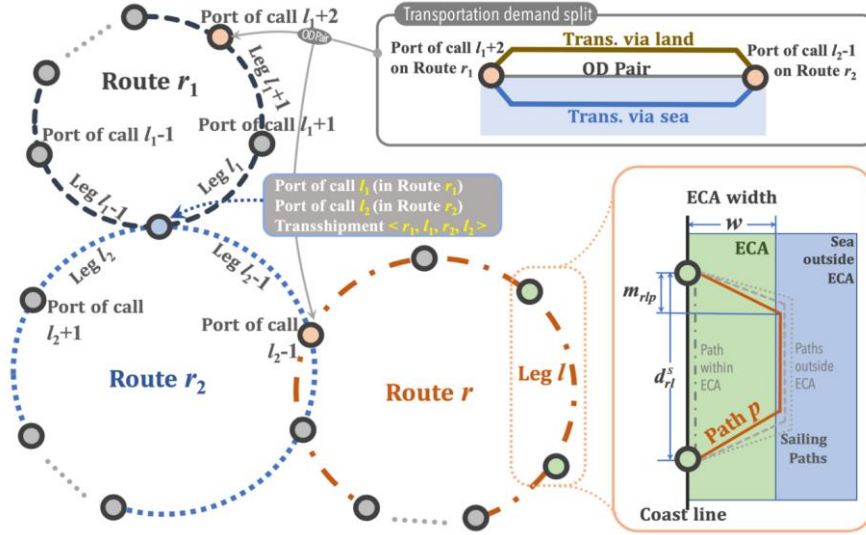 Transportation demand split
Port of call l₁+2
on Route r₁
Trans. via land
OD Pair
Trans. via sea
Port of call l₂-1
on Route r₂
Port of call l₁+2
OD Pair
Route r₁
Leg l₁+1
Port of call l₁+1
Port of call l₁-1
Leg l₁
Leg l₁-1
Port of call l₁ (in Route r₁)
Port of call l₂ (in Route r₂)
Transshipment < r₁, l₁, r₂, l₂ >
Leg l₂
Leg l₂-1
Port of call
l₂+1
Port of call
l₂-1
Route r₂
Route r
Leg l
ECA width
w
ECA
Sea
outside
ECA
m_rlp
d_rl^s
Path
within
ECA
Paths
outside
ECA
Path p
Sailing
Paths
Coast line